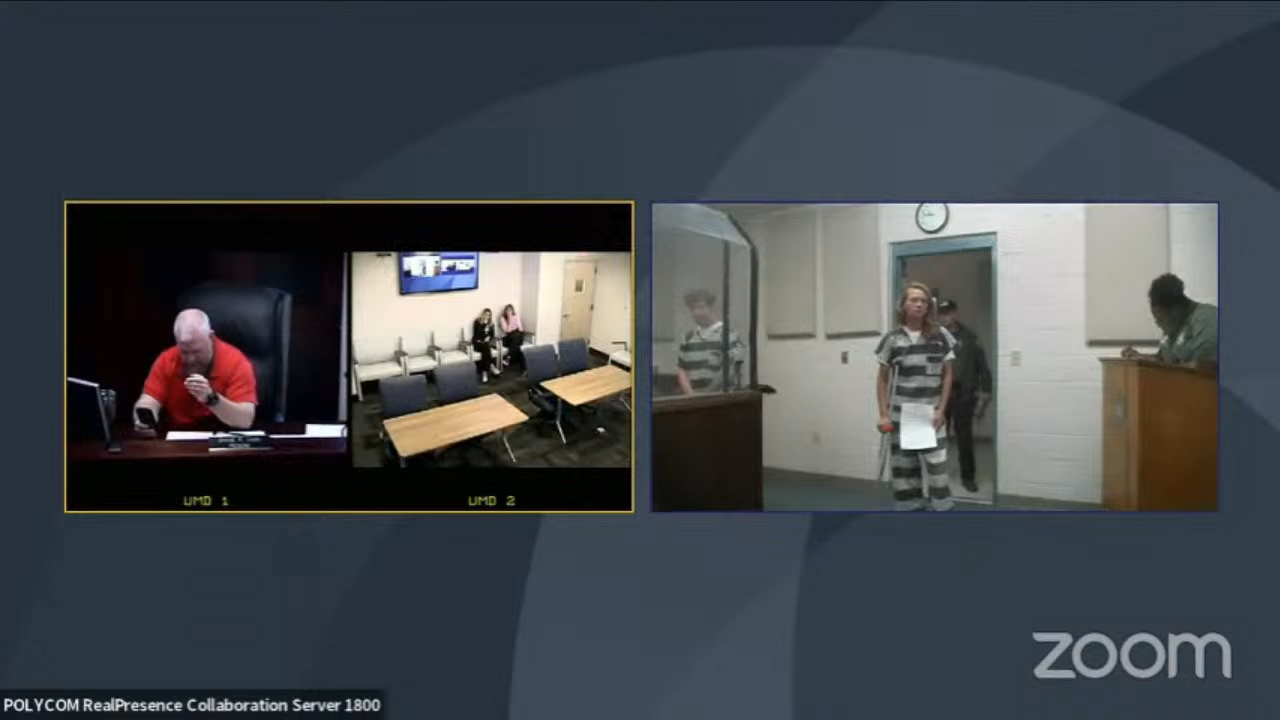 UMD 1
UMD 2
zoom
POLYCOM RealPresence Collaboration Server 1800